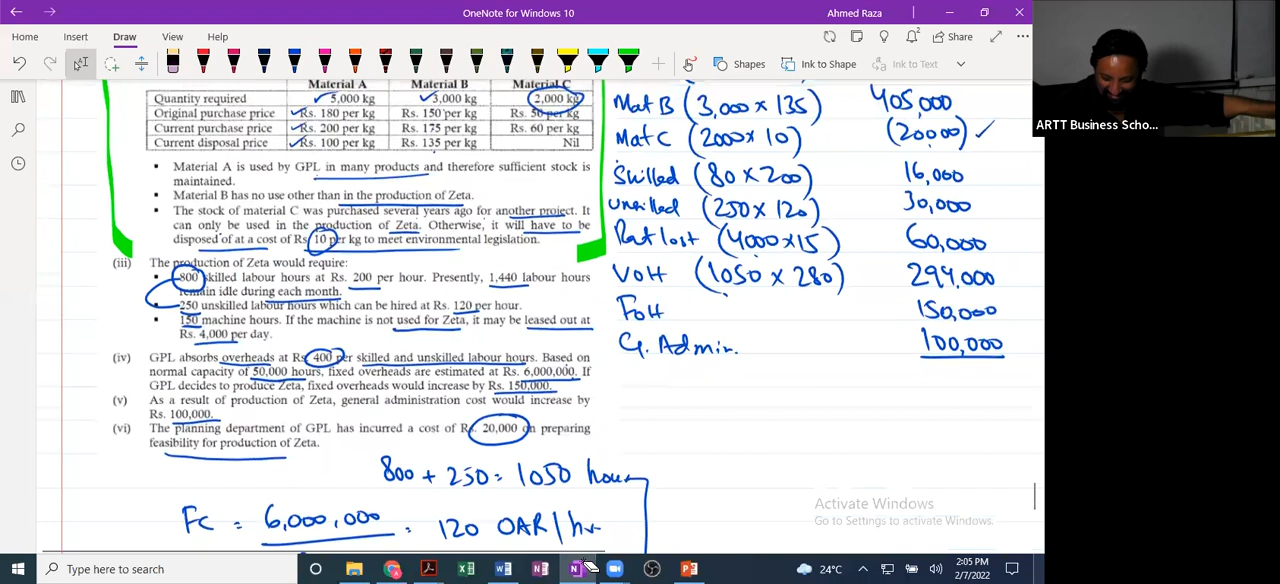 OneNote for Windows 10
Ahmed Raza
Home Insert Draw View Help
Share
Shapes Ink to Shape Ink to Text
Material A Material B Material C
Quantity required 5,000 kg 3,000 kg 2,000 kg
Original purchase price Rs. 180 per kg Rs. 150 per kg Rs. 50 per kg
Current purchase price Rs. 200 per kg Rs. 175 per kg Rs. 60 per kg
Current disposal price Rs. 100 per kg Rs. 135 per kg Nil
• Material A is used by GPL in many products and therefore sufficient stock is
maintained.
• Material B has no use other than in the production of Zeta.
• The stock of material C was purchased several years ago for another project. It
can only be used in the production of Zeta. Otherwise, it will have to be
disposed of at a cost of Rs. 10 per kg to meet environmental legislation.
(iii) The production of Zeta would require:
• 800 skilled labour hours at Rs. 200 per hour. Presently, 1,440 labour hours
remain idle during each month.
• 250 unskilled labour hours which can be hired at Rs. 120 per hour.
• 150 machine hours. If the machine is not used for Zeta, it may be leased out at
Rs. 4,000 per day.
(iv) GPL absorbs overheads at Rs. 400 per skilled and unskilled labour hours. Based on
normal capacity of 50,000 hours, fixed overheads are estimated at Rs. 6,000,000. If
GPL decides to produce Zeta, fixed overheads would increase by Rs. 150,000.
(v) As a result of production of Zeta, general administration cost would increase by
Rs. 100,000.
(vi) The planning department of GPL has incurred a cost of Rs. 20,000 on preparing
feasibility for production of Zeta.
800 + 250 = 1050 hours
FC = 6,000,000 = 120 OAR/hr
Mat B (3,000 x 135) 405,000
Mat C (2000 x 10) (20,00)
Skilled (80 x 200) 16,000
unskilled (250 x 120) 30,000
Rent lost (4000 x 15) 60,000
VOH (1050 x 280) 294,000
FOH 150,000
G. Admin. 100,000
ARTT Business Scho...
Activate Windows
Go to Settings to activate Windows.
Type here to search
24°C
2:05 PM
2/7/2022